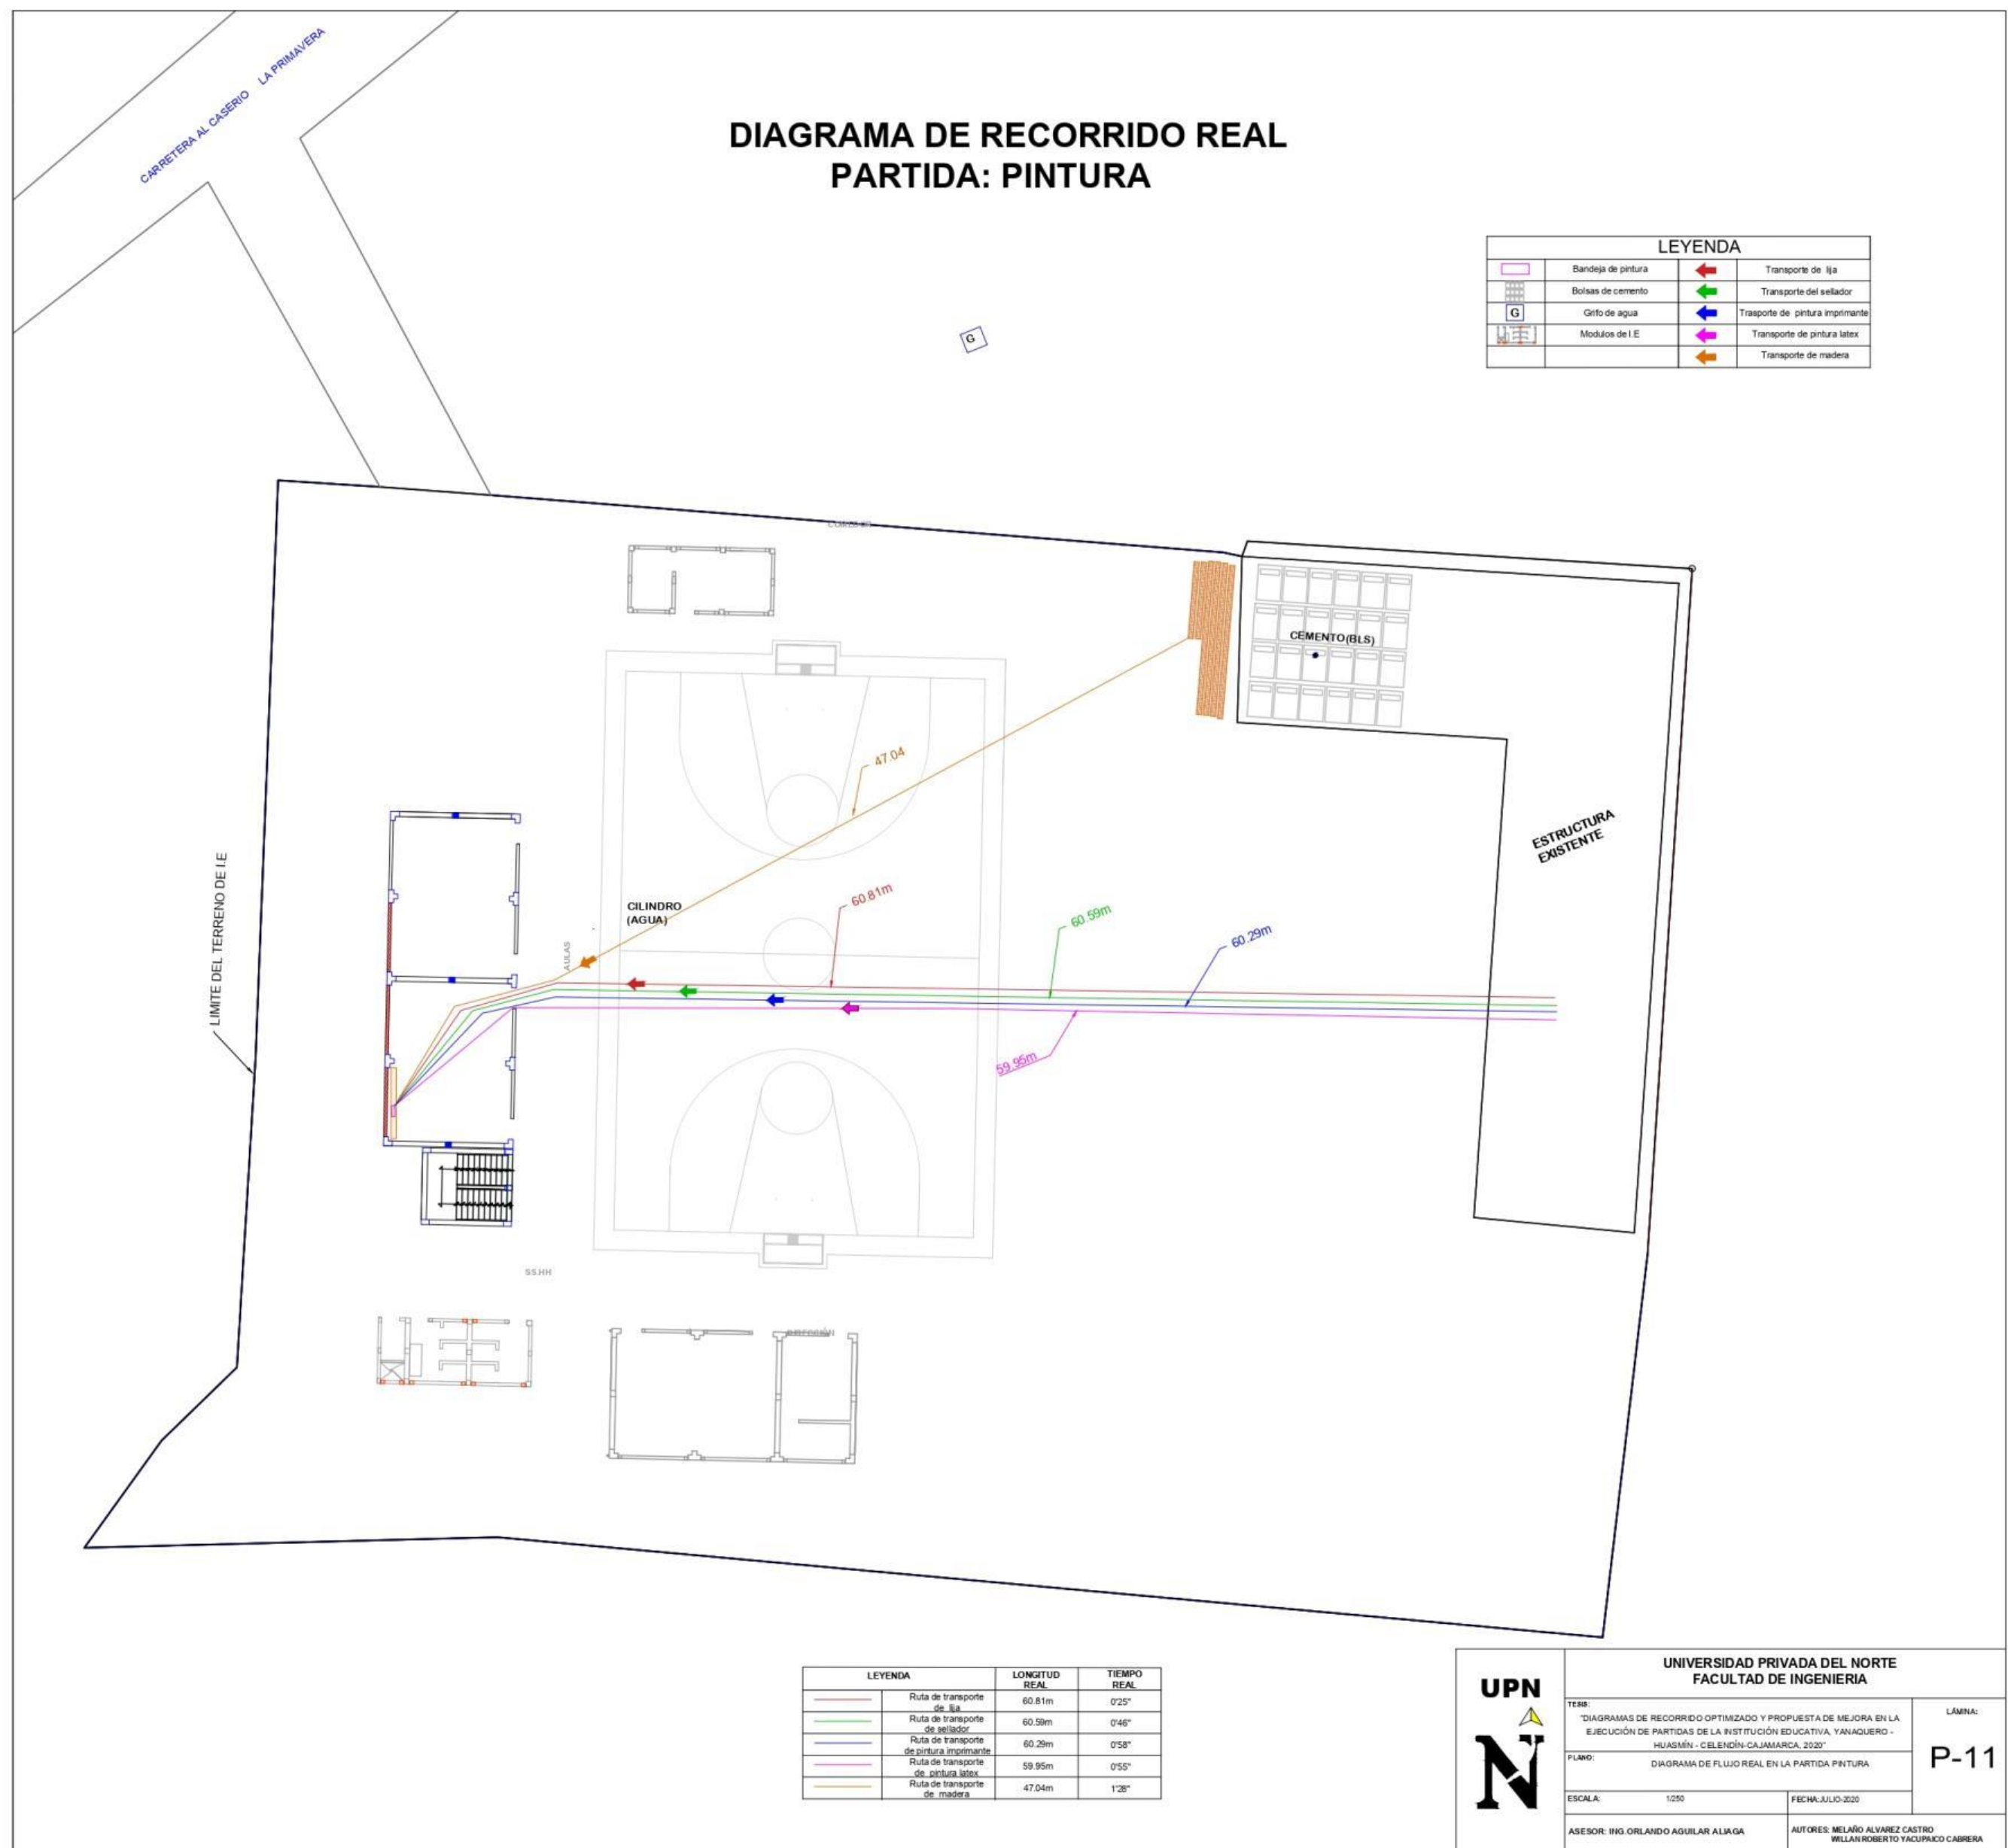 CARRETERA AL CASERIO LA PRIMAVERA
DIAGRAMA DE RECORRIDO REAL
PARTIDA: PINTURA
LEYENDA
Bandeja de pintura Transporte de lija
Bolsas de cemento Transporte del sellador
G Grifo de agua Trasporte de pintura imprimante
Modulos de I.E Transporte de pintura latex
Transporte de madera
G
COMEDOR
CEMENTO(BLS)
47.04
ESTRUCTURA
EXISTENTE
LIMITE DEL TERRENO DE I.E
CILINDRO
(AGUA)
AULAS
60.81m
60.59m
60.29m
59.95m
SS.HH
DIRECCIÓN
LEYENDA LONGITUD REAL TIEMPO REAL
Ruta de transporte de lija 60.81m 0'25"
Ruta de transporte de sellador 60.59m 0'46"
Ruta de transporte de pintura imprimante 60.29m 0'58"
Ruta de transporte de pintura latex 59.95m 0'55"
Ruta de transporte de madera 47.04m 1'28"
UPN
N
UNIVERSIDAD PRIVADA DEL NORTE
FACULTAD DE INGENIERIA
TESIS:
"DIAGRAMAS DE RECORRIDO OPTIMIZADO Y PROPUESTA DE MEJORA EN LA
EJECUCIÓN DE PARTIDAS DE LA INSTITUCIÓN EDUCATIVA, YANAQUERO -
HUASMÍN - CELENDÍN-CAJAMARCA, 2020"
LÁMINA:
P-11
PLANO: DIAGRAMA DE FLUJO REAL EN LA PARTIDA PINTURA
ESCALA: 1/250 FECHA:JULIO-2020
ASESOR: ING.ORLANDO AGUILAR ALIAGA
AUTORES: MELAÑO ALVAREZ CASTRO
WILLAN ROBERTO YACUPAICO CABRERA